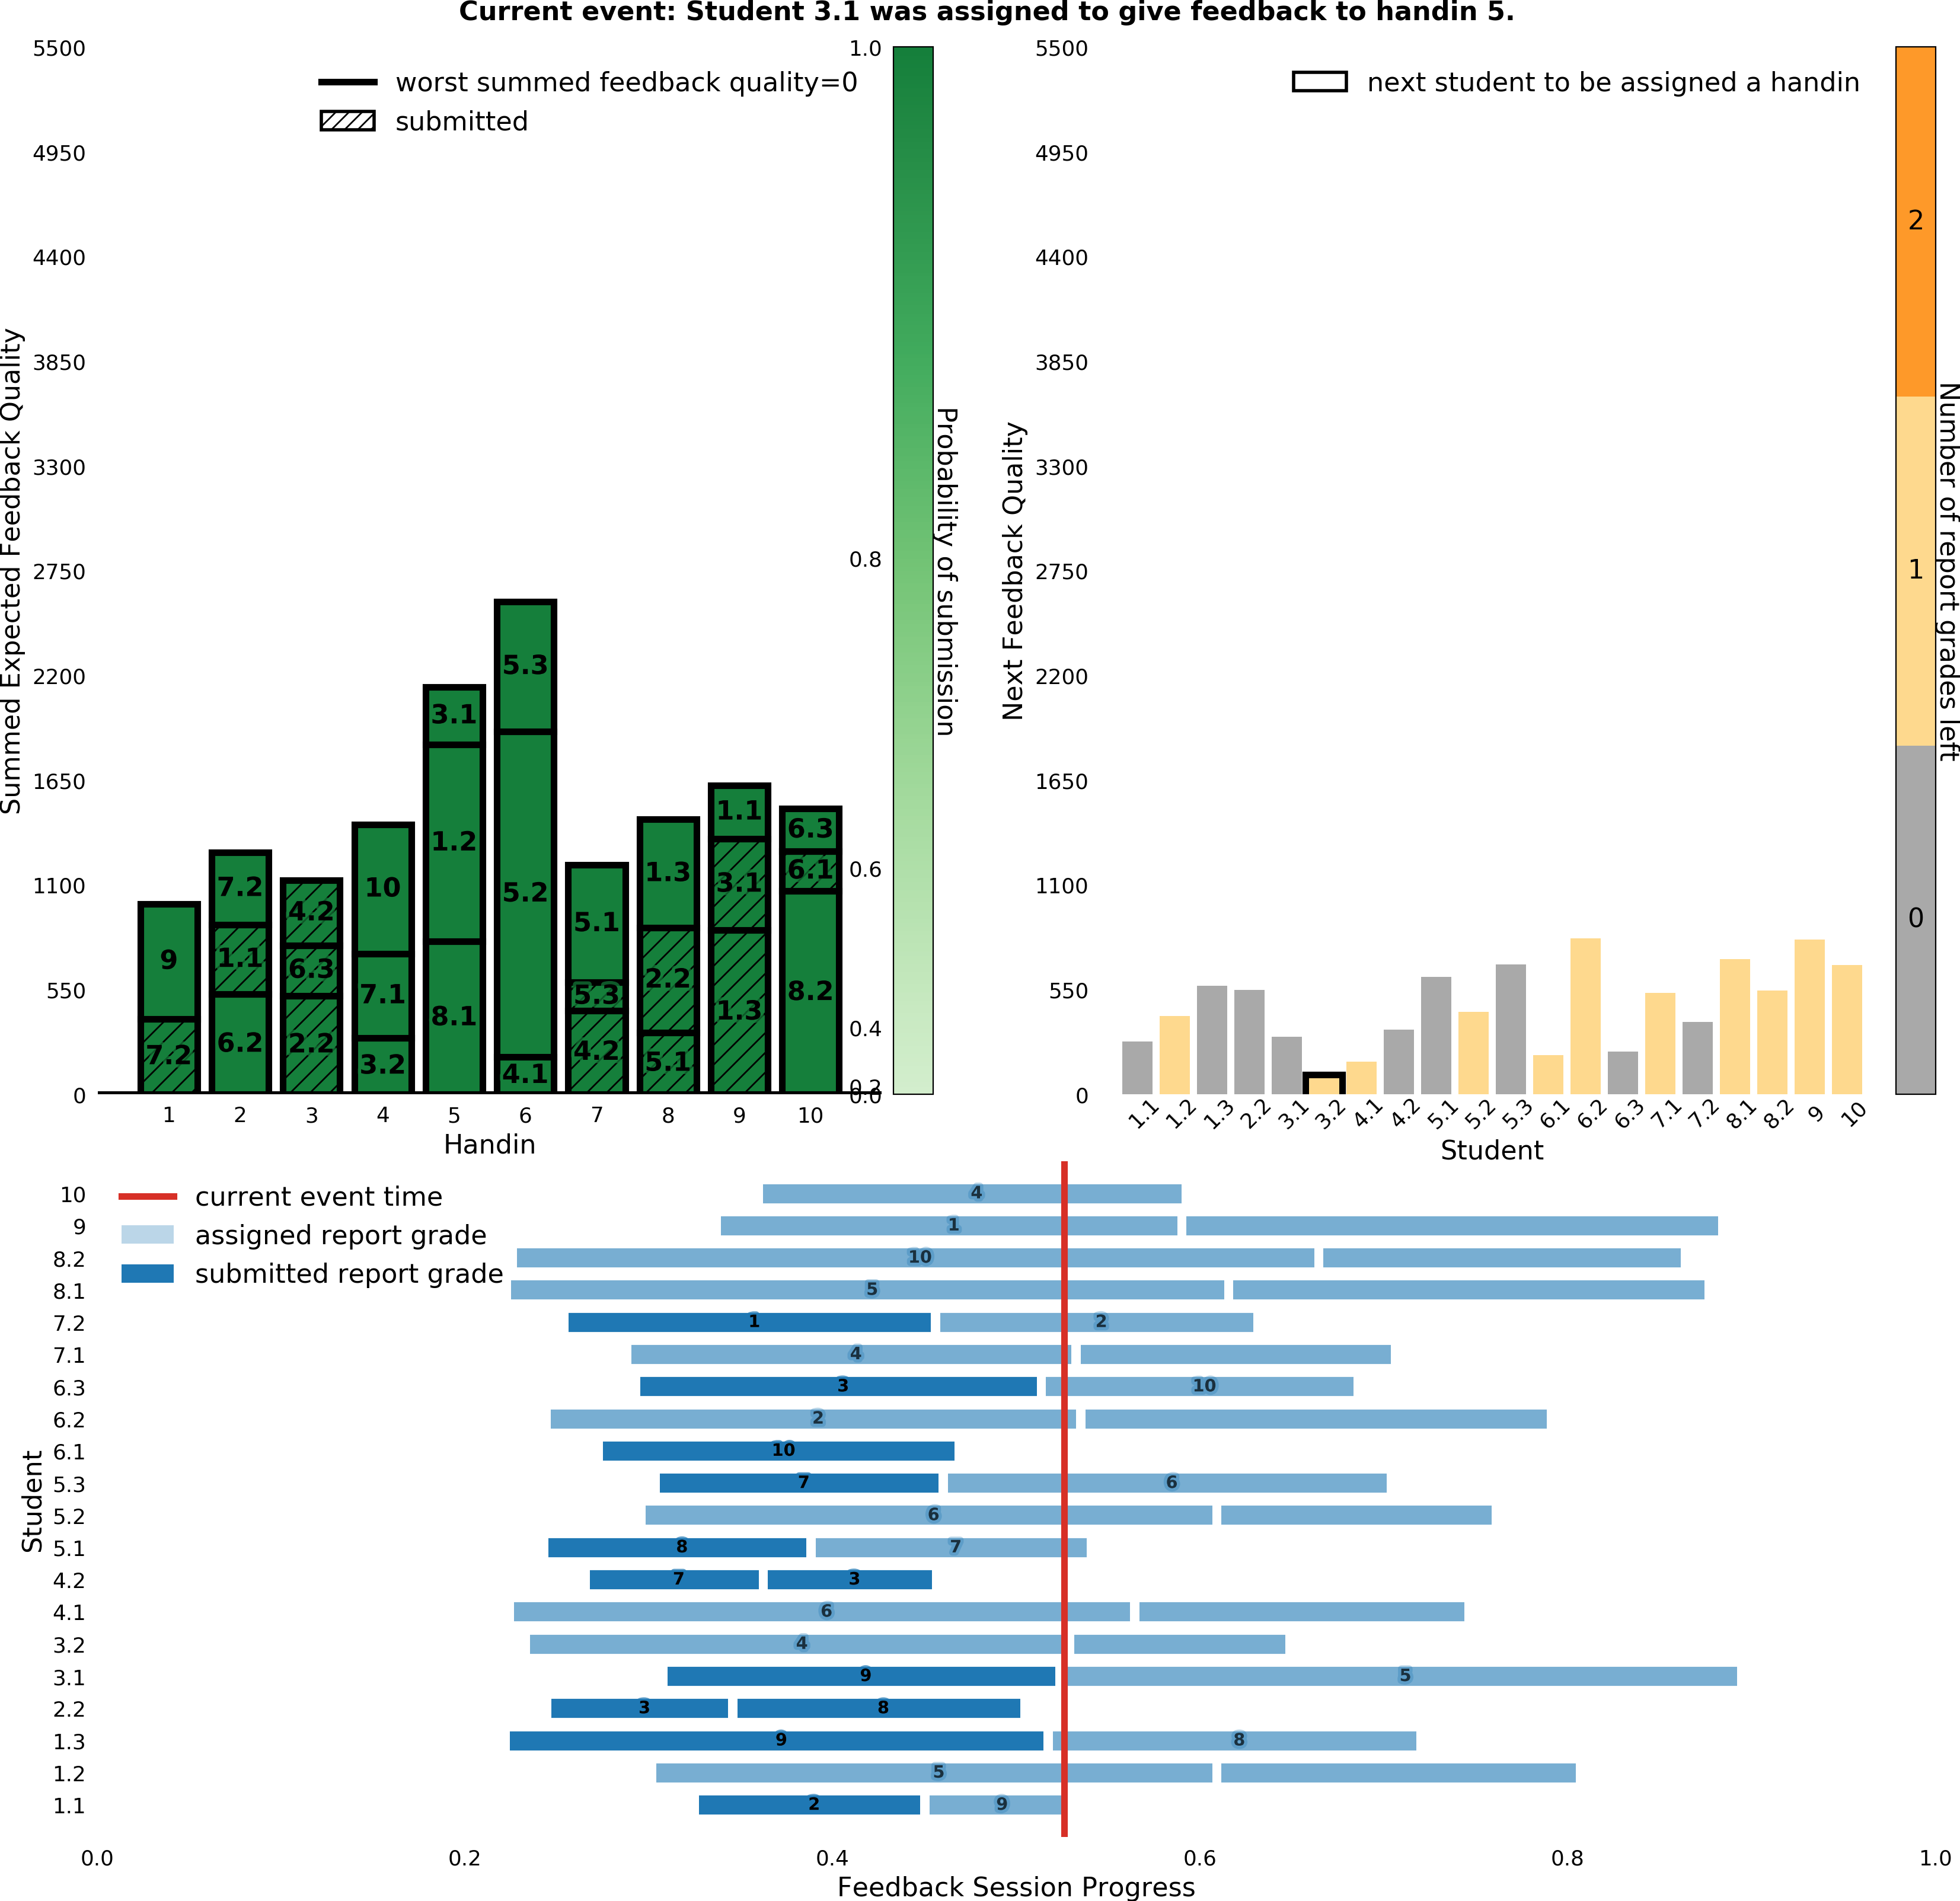 Current event: Student 3.1 was assigned to give feedback to handin 5.
5500
4950
4400
3850
3300
2750
2200
1650
1100
550
0
Summed Expected Feedback Quality
worst summed feedback quality=0
submitted
5.3
3.1
5.2
1.2
8.1
4.1
1.1
3.1
1.3
6.3
6.1
8.2
10
7.1
3.2
1.3
2.2
5.1
5.1
5.3
4.2
7.2
1.1
6.2
4.2
6.3
2.2
9
7.2
1 2 3 4 5 6 7 8 9 10
Handin
1.0
0.8
0.6
0.4
0.2
0.0
Probability of submission
5500
4950
4400
3850
3300
2750
2200
1650
1100
550
0
Next Feedback Quality
next student to be assigned a handin
1.1 1.2 1.3 2.2 3.1 3.2 4.1 4.2 5.1 5.2 5.3 6.1 6.2 6.3 7.1 7.2 8.1 8.2 9 10
Student
2
1
0
Number of report grades left
current event time
assigned report grade
submitted report grade
Student
10 4
9 1
8.2 10
8.1 5
7.2 1 2
7.1 4
6.3 3 10
6.2 2
6.1 10
5.3 7 6
5.2 6
5.1 8 7
4.2 7 3
4.1 6
3.2 4
3.1 9 5
2.2 3 8
1.3 9 8
1.2 5
1.1 2 9
0.0 0.2 0.4 0.6 0.8 1.0
Feedback Session Progress